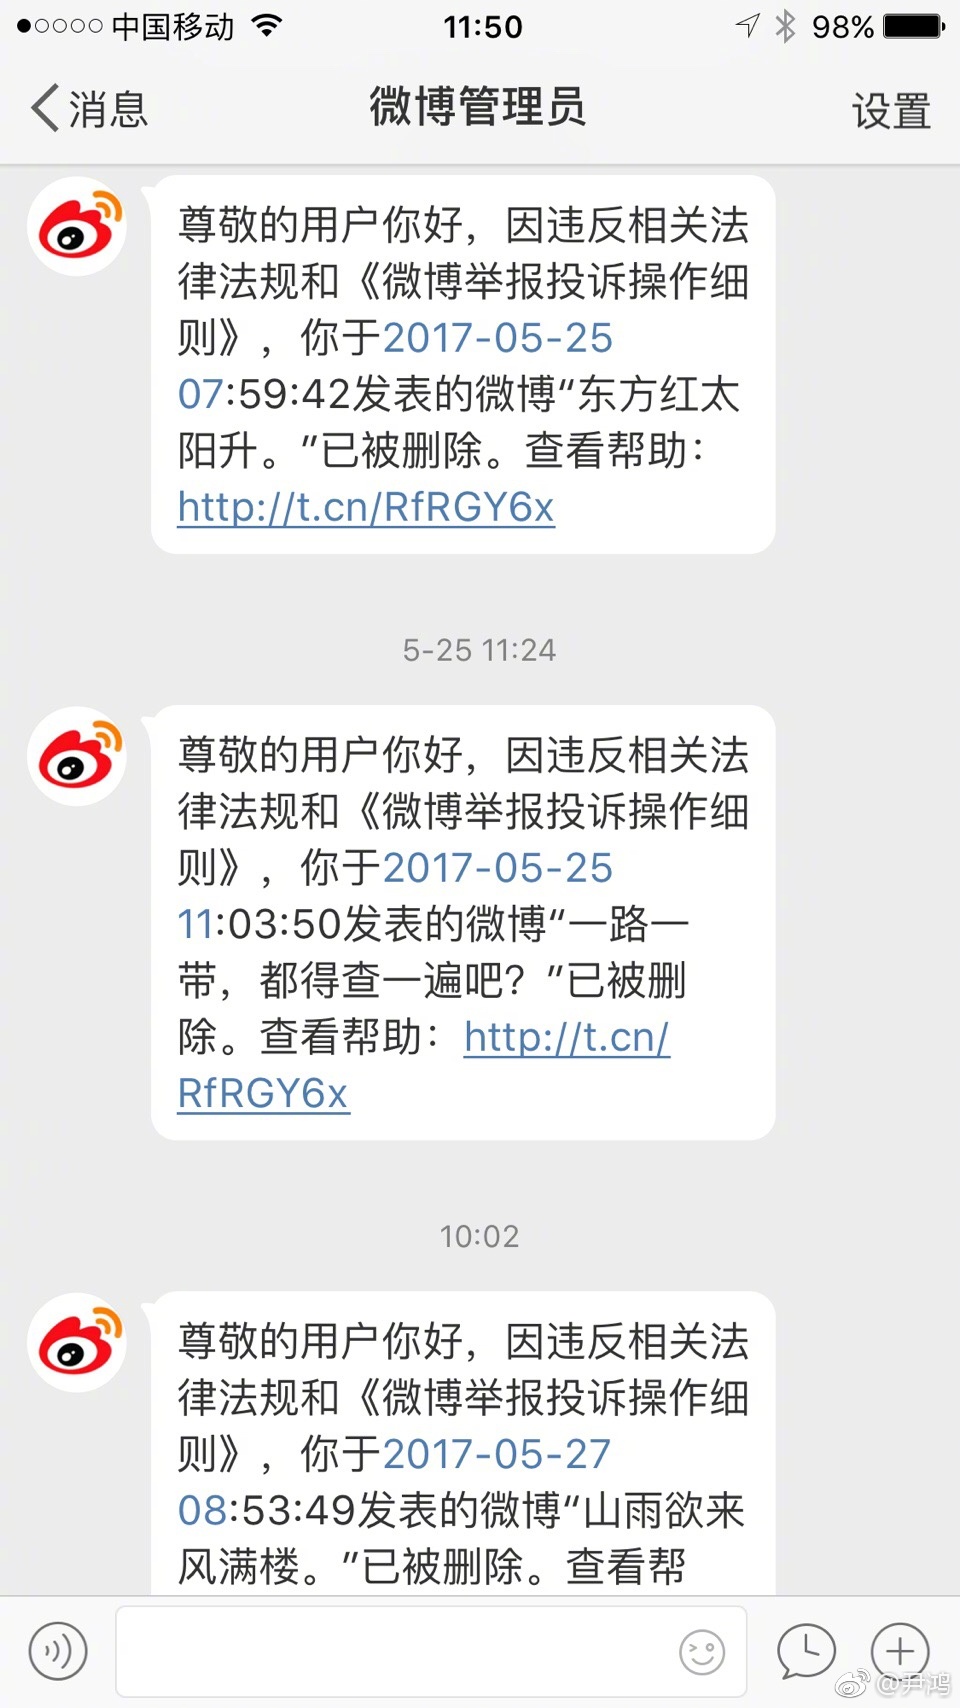 中国移动 11:50 98%
消息 微博管理员 设置
尊敬的用户你好，因违反相关法
律法规和《微博举报投诉操作细
则》，你于2017-05-25
07:59:42发表的微博“东方红太
阳升。”已被删除。查看帮助：
http://t.cn/RfRGY6x
5-25 11:24
尊敬的用户你好，因违反相关法
律法规和《微博举报投诉操作细
则》，你于2017-05-25
11:03:50发表的微博“一路一
带，都得查一遍吧？”已被删
除。查看帮助：http://t.cn/
RfRGY6x
10:02
尊敬的用户你好，因违反相关法
律法规和《微博举报投诉操作细
则》，你于2017-05-27
08:53:49发表的微博“山雨欲来
风满楼。”已被删除。查看帮
@尹鸿